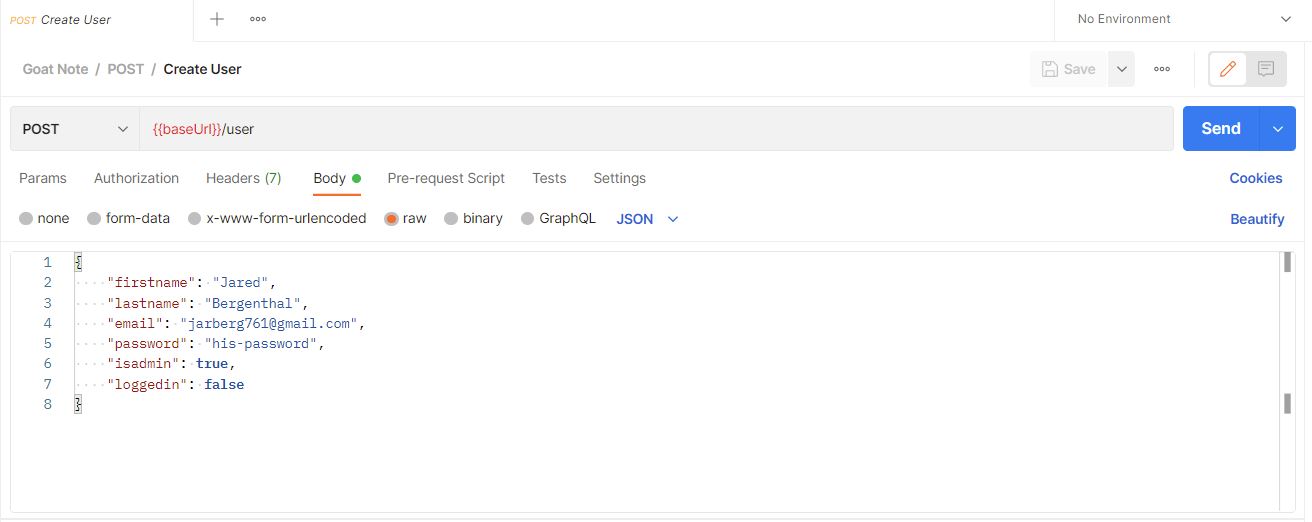 POST Create User
No Environment
Goat Note / POST / Create User
Save
POST
{{baseUrl}}/user
Send
Params Authorization Headers (7) Body Pre-request Script Tests Settings Cookies
none form-data x-www-form-urlencoded raw binary GraphQL JSON Beautify
1 {
2 "firstname": "Jared",
3 "lastname": "Bergenthal",
4 "email": "jarberg761@gmail.com",
5 "password": "his-password",
6 "isadmin": true,
7 "loggedin": false
8 }